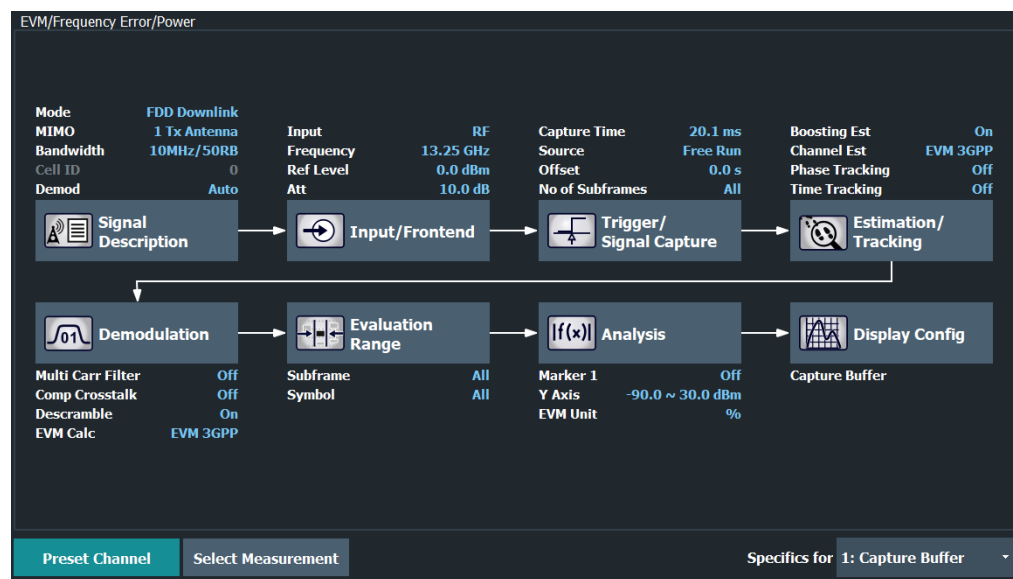 EVM/Frequency Error/Power
Mode FDD Downlink
MIMO 1 Tx Antenna
Bandwidth 10MHz/50RB
Cell ID 0
Demod Auto
Input RF
Frequency 13.25 GHz
Ref Level 0.0 dBm
Att 10.0 dB
Capture Time 20.1 ms
Source Free Run
Offset 0.0 s
No of Subframes All
Boosting Est On
Channel Est EVM 3GPP
Phase Tracking Off
Time Tracking Off
Signal
Description
Input/Frontend
Trigger/
Signal Capture
Estimation/
Tracking
01
Demodulation
Evaluation
Range
|f(x)|
Analysis
Display Config
Multi Carr Filter Off
Comp Crosstalk Off
Descramble On
EVM Calc EVM 3GPP
Subframe All
Symbol All
Marker 1 Off
Y Axis -90.0 ~ 30.0 dBm
EVM Unit %
Capture Buffer
Preset Channel
Select Measurement
Specifics for 1: Capture Buffer